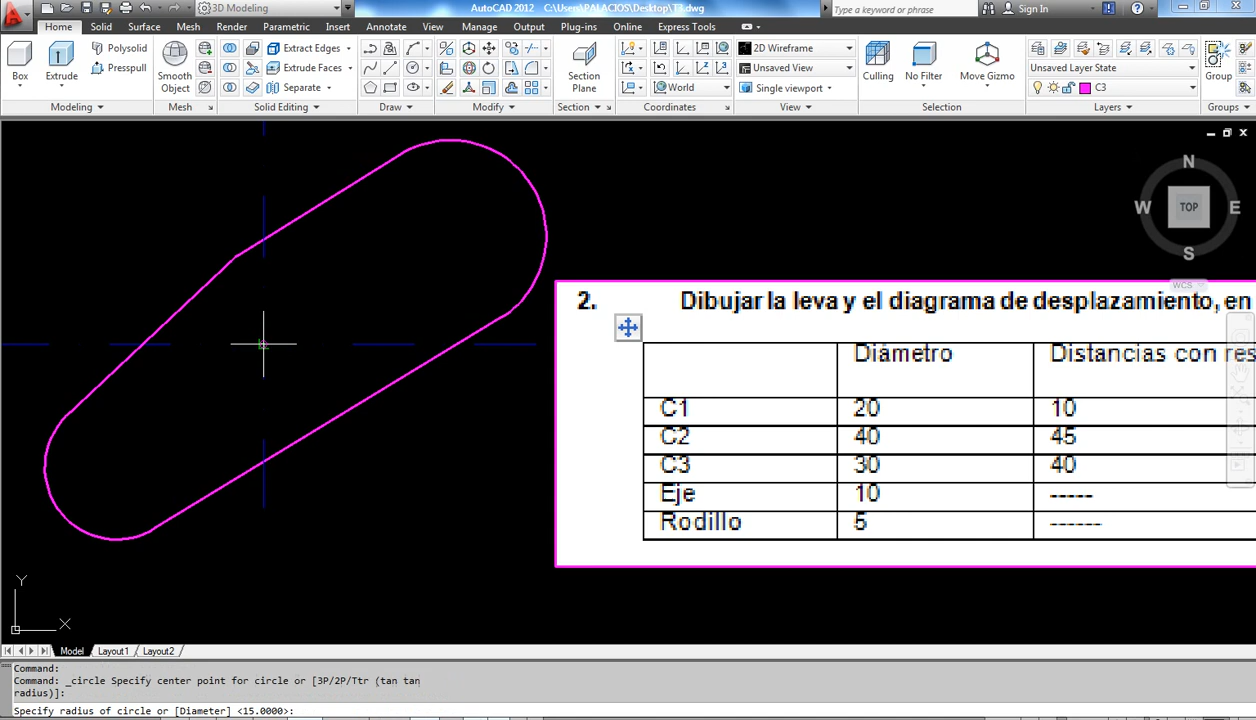 3D Modeling
AutoCAD 2012 C:\Users\PALACIOS\Desktop\T3.dwg
Type a keyword or phrase
Sign In
Home Solid Surface Mesh Render Parametric Insert Annotate View Manage Output Plug-ins Online Express Tools
Box
Extrude
Polysolid
Presspull
Smooth
Object
Extract Edges
Extrude Faces
Separate
Section
Plane
World
2D Wireframe
Unsaved View
Single viewport
Culling
No Filter
Move Gizmo
Unsaved Layer State
C3
Group
Modeling Mesh Solid Editing Draw Modify Section Coordinates View Selection Layers Groups
N
W TOP E
S
WCS
2. Dibujar la leva y el diagrama de desplazamiento, en
Diámetro Distancias con res
C1 20 10
C2 40 45
C3 30 40
Eje 10 -----
Rodillo 5 ------
Y
X
Model Layout1 Layout2
Command:
Command: _circle Specify center point for circle or [3P/2P/Ttr (tan tan
radius)]:
Specify radius of circle or [Diameter] <15.0000>: